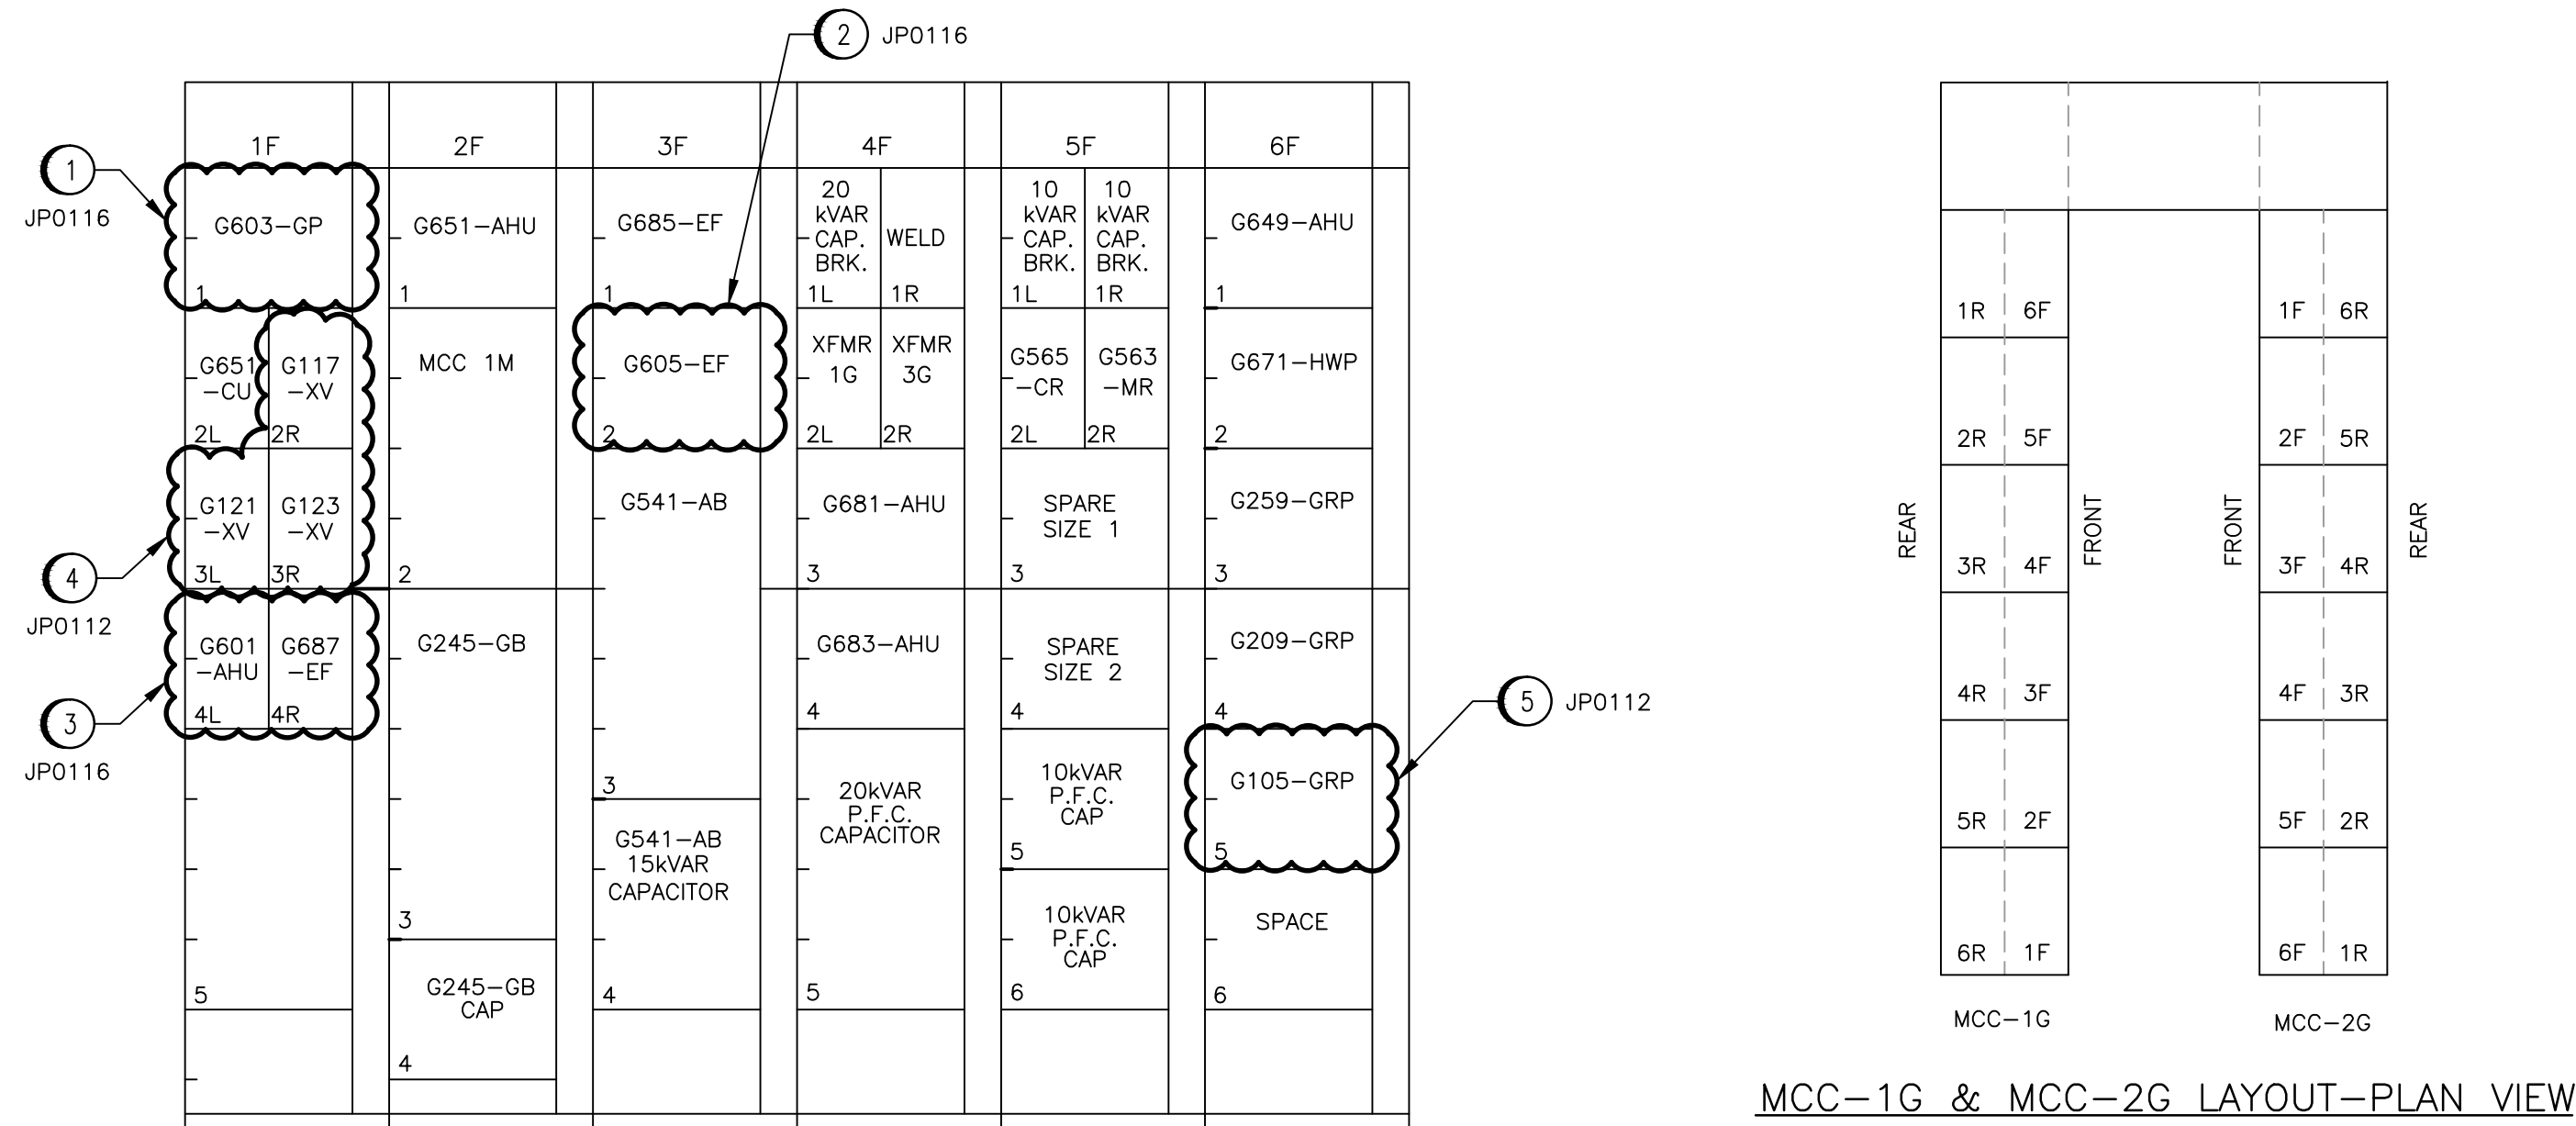 2 JP0116
1F
2F
3F
4F
5F
6F
1
JP0116
G603-GP
1
G651
-CU
2L
G117
-XV
2R
G121
-XV
3L
G123
-XV
3R
4
JP0112
G601
-AHU
4L
G687
-EF
4R
3
JP0116
5
G651-AHU
1
MCC 1M
2
G245-GB
3
G245-GB
CAP
4
G685-EF
1
G605-EF
2
G541-AB
3
G541-AB
15kVAR
CAPACITOR
4
20
kVAR
CAP.
BRK.
1L
WELD
1R
XFMR
1G
2L
XFMR
3G
2R
G681-AHU
3
G683-AHU
4
20kVAR
P.F.C.
CAPACITOR
5
10
kVAR
CAP.
BRK.
1L
10
kVAR
CAP.
BRK.
1R
G565
-CR
2L
G563
-MR
2R
SPARE
SIZE 1
3
SPARE
SIZE 2
4
10kVAR
P.F.C.
CAP
5
10kVAR
P.F.C.
CAP
6
G649-AHU
1
G671-HWP
2
G259-GRP
3
G209-GRP
4
G105-GRP
5
5 JP0112
SPACE
6
REAR
1R 6F
2R 5F
3R 4F
4R 3F
5R 2F
6R 1F
FRONT
MCC-1G
FRONT
1F 6R
2F 5R
3F 4R
4F 3R
5F 2R
6F 1R
REAR
MCC-2G
MCC-1G & MCC-2G LAYOUT-PLAN VIEW